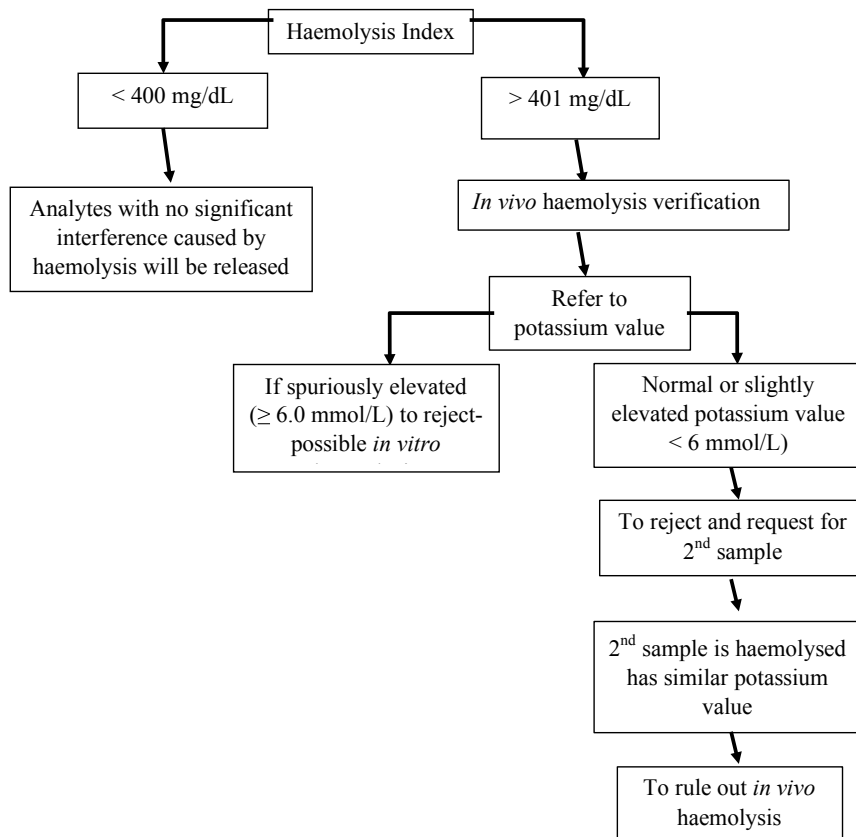 Haemolysis Index
< 400 mg/dL
> 401 mg/dL
Analytes with no significant
interference caused by
haemolysis will be released
In vivo haemolysis verification
Refer to
potassium value
If spuriously elevated
(≥ 6.0 mmol/L) to reject-
possible in vitro
Normal or slightly
elevated potassium value
< 6 mmol/L)
To reject and request for
2nd sample
2nd sample is haemolysed
has similar potassium
value
To rule out in vivo
haemolysis